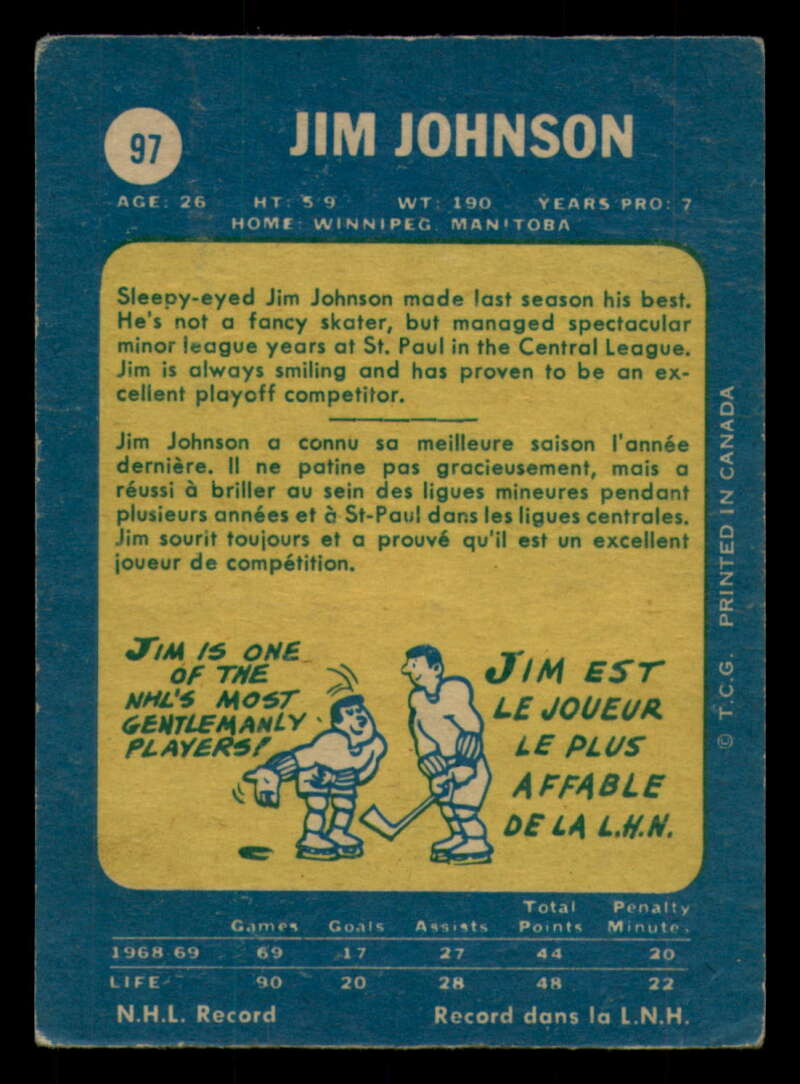 97
JIM JOHNSON
AGE: 26 HT: 5 9 WT: 190 YEARS PRO: 7
HOME: WINNIPEG, MANITOBA
Sleepy-eyed Jim Johnson made last season his best.
He's not a fancy skater, but managed spectacular
minor league years at St. Paul in the Central League.
Jim is always smiling and has proven to be an ex-
cellent playoff competitor.
Jim Johnson a connu sa meilleure saison l'année
dernière. Il ne patine pas gracieusement, mais a
réussi à briller au sein des ligues mineures pendant
plusieurs années et à St-Paul dans les ligues centrales.
Jim sourit toujours et a prouvé qu'il est un excellent
joueur de compétition.
JIM IS ONE
OF THE
NHL'S MOST
GENTLEMANLY
PLAYERS!
JIM EST
LE JOUEUR
LE PLUS
AFFABLE
DE LA L.H.N.
Games Goals Assists Total Points Penalty Minutes
1968-69 69 17 27 44 20
LIFE 90 20 28 48 22
N.H.L. Record Record dans la L.N.H.
© T.C.G. PRINTED IN CANADA